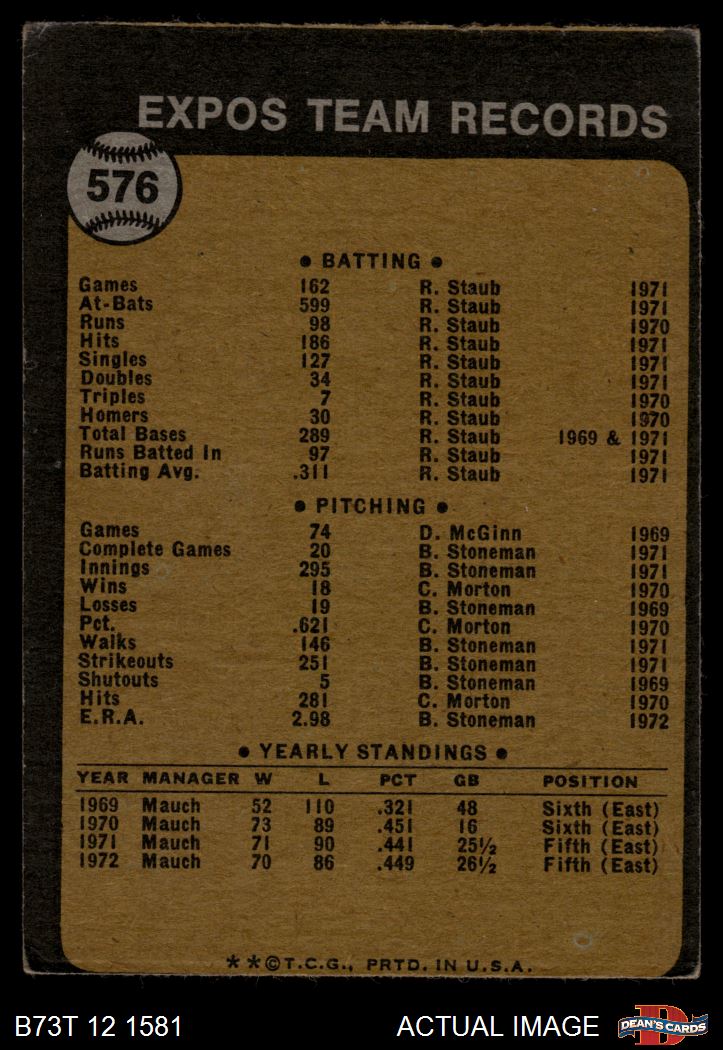 EXPOS TEAM RECORDS
576
• BATTING •
Games 162 R. Staub 1971
At-Bats 599 R. Staub 1971
Runs 98 R. Staub 1970
Hits 186 R. Staub 1971
Singles 127 R. Staub 1971
Doubles 34 R. Staub 1971
Triples 7 R. Staub 1970
Homers 30 R. Staub 1970
Total Bases 289 R. Staub 1969 & 1971
Runs Batted In 97 R. Staub 1971
Batting Avg. .311 R. Staub 1971
• PITCHING •
Games 74 D. McGinn 1969
Complete Games 20 B. Stoneman 1971
Innings 295 B. Stoneman 1971
Wins 18 C. Morton 1970
Losses 19 B. Stoneman 1969
Pct. .621 C. Morton 1970
Walks 146 B. Stoneman 1971
Strikeouts 251 B. Stoneman 1971
Shutouts 5 B. Stoneman 1969
Hits 281 C. Morton 1970
E.R.A. 2.98 B. Stoneman 1972
• YEARLY STANDINGS •
YEAR MANAGER W L PCT GB POSITION
1969 Mauch 52 110 .321 48 Sixth (East)
1970 Mauch 73 89 .451 16 Sixth (East)
1971 Mauch 71 90 .441 25½ Fifth (East)
1972 Mauch 70 86 .449 26½ Fifth (East)
**©T.C.G., PRTD. IN U.S.A.
B73T 12 1581 ACTUAL IMAGE D DEAN'S CARDS